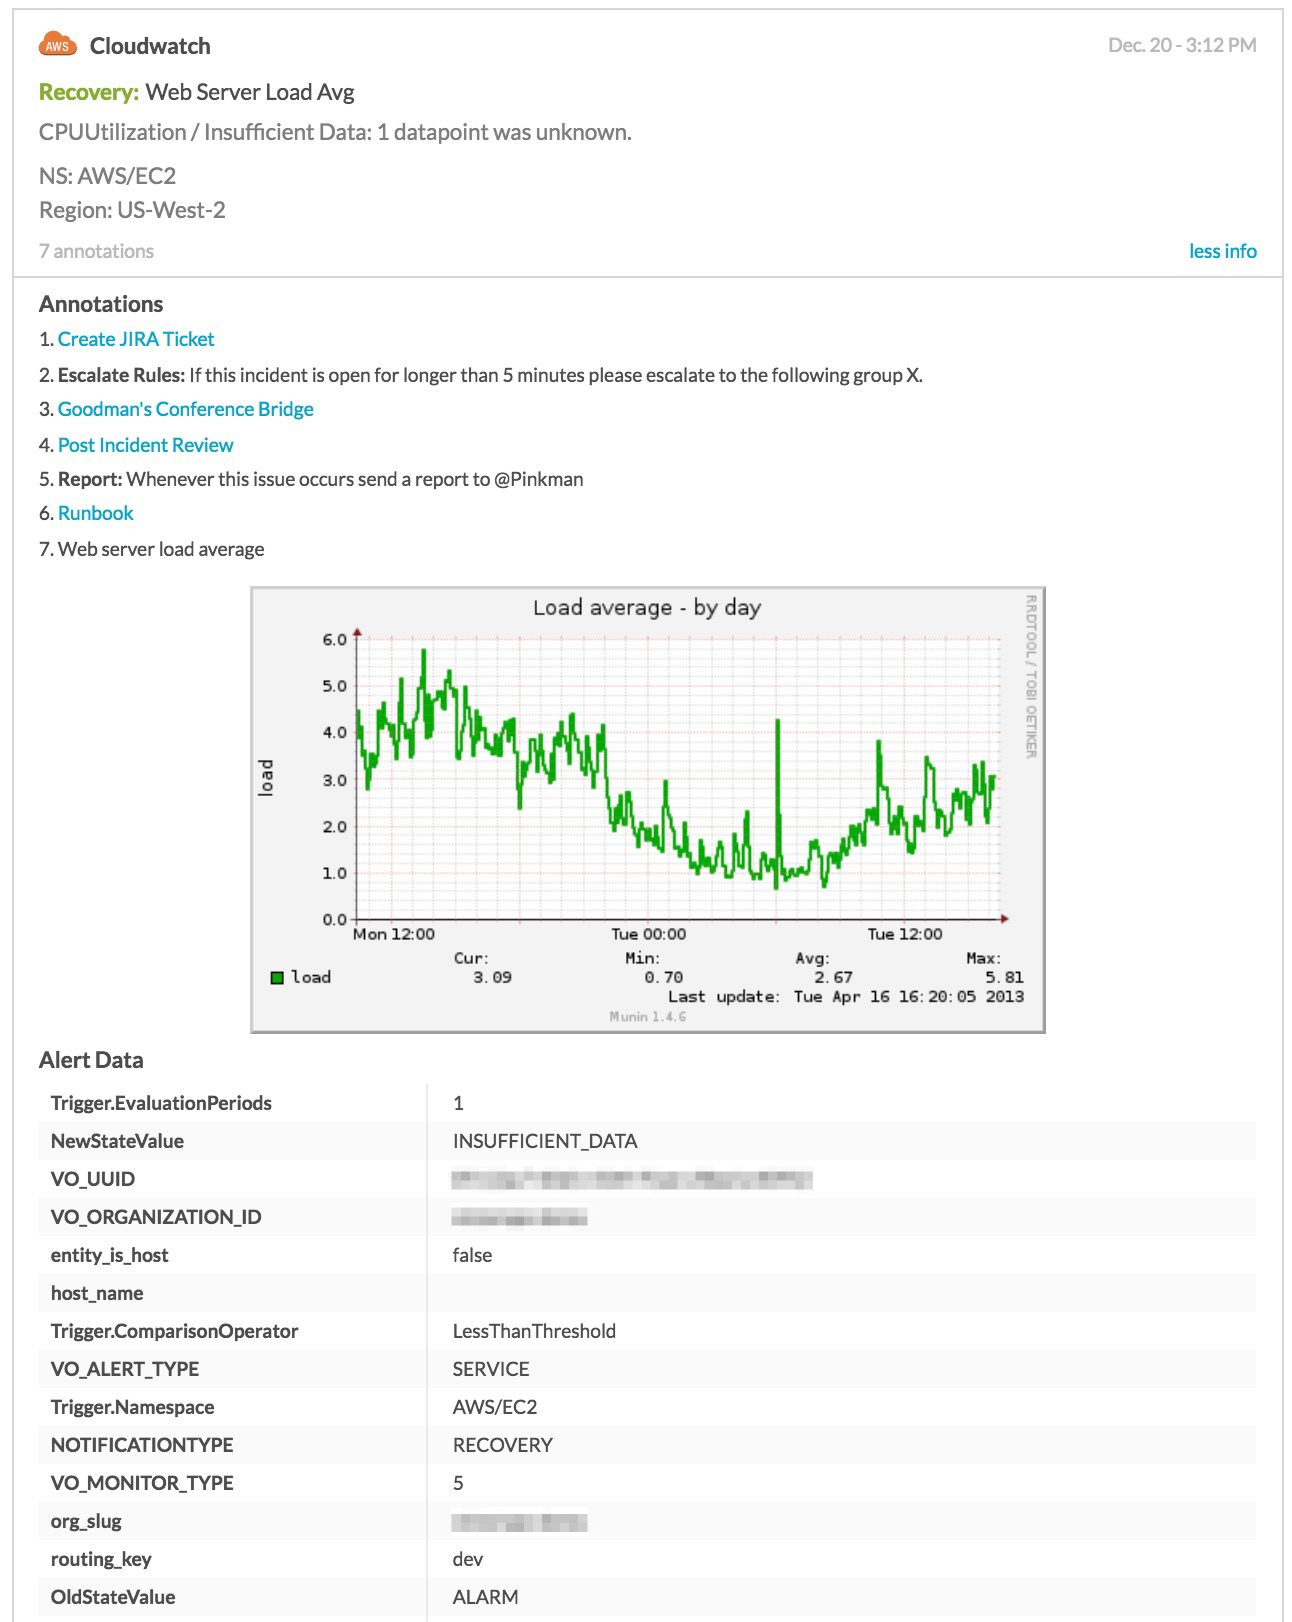 AWS Cloudwatch Dec. 20 - 3:12 PM
Recovery: Web Server Load Avg
CPUUtilization / Insufficient Data: 1 datapoint was unknown.
NS: AWS/EC2
Region: US-West-2
7 annotations less info
Annotations
1. Create JIRA Ticket
2. Escalate Rules: If this incident is open for longer than 5 minutes please escalate to the following group X.
3. Goodman's Conference Bridge
4. Post Incident Review
5. Report: Whenever this issue occurs send a report to @Pinkman
6. Runbook
7. Web server load average
Load average - by day
RRDTOOL / TOBI OETIKER
load
6.0
5.0
4.0
3.0
2.0
1.0
0.0
Mon 12:00 Tue 00:00 Tue 12:00
Cur: Min: Avg: Max:
load 3.09 0.70 2.67 5.81
Last update: Tue Apr 16 16:20:05 2013
Munin 1.4.6
Alert Data
Trigger.EvaluationPeriods 1
NewStateValue INSUFFICIENT_DATA
VO_UUID
VO_ORGANIZATION_ID
entity_is_host false
host_name
Trigger.ComparisonOperator LessThanThreshold
VO_ALERT_TYPE SERVICE
Trigger.Namespace AWS/EC2
NOTIFICATIONTYPE RECOVERY
VO_MONITOR_TYPE 5
org_slug
routing_key dev
OldStateValue ALARM